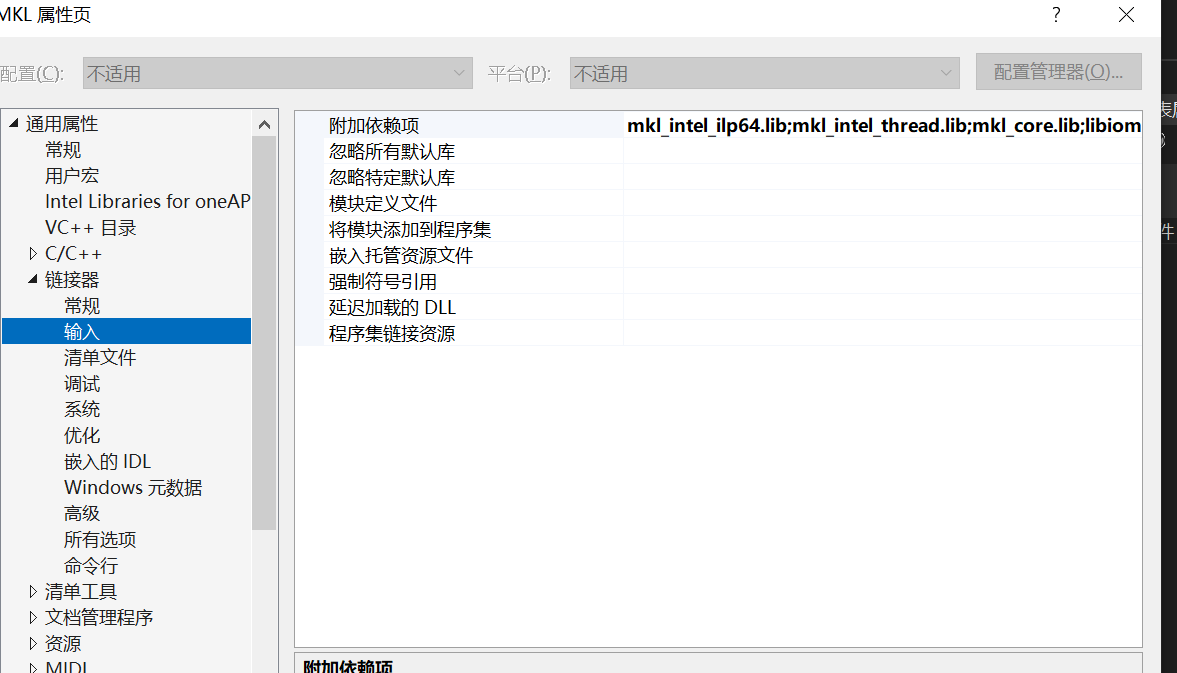 MKL 属性页
?
配置(C):
不适用
平台(P):
不适用
配置管理器(O)...
通用属性
常规
用户宏
Intel Libraries for oneAP
VC++ 目录
C/C++
链接器
常规
输入
清单文件
调试
系统
优化
嵌入的 IDL
Windows 元数据
高级
所有选项
命令行
清单工具
文档管理程序
资源
MIDL
附加依赖项 mkl_intel_ilp64.lib;mkl_intel_thread.lib;mkl_core.lib;libiom
忽略所有默认库
忽略特定默认库
模块定义文件
将模块添加到程序集
嵌入托管资源文件
强制符号引用
延迟加载的 DLL
程序集链接资源
附加依赖项
件